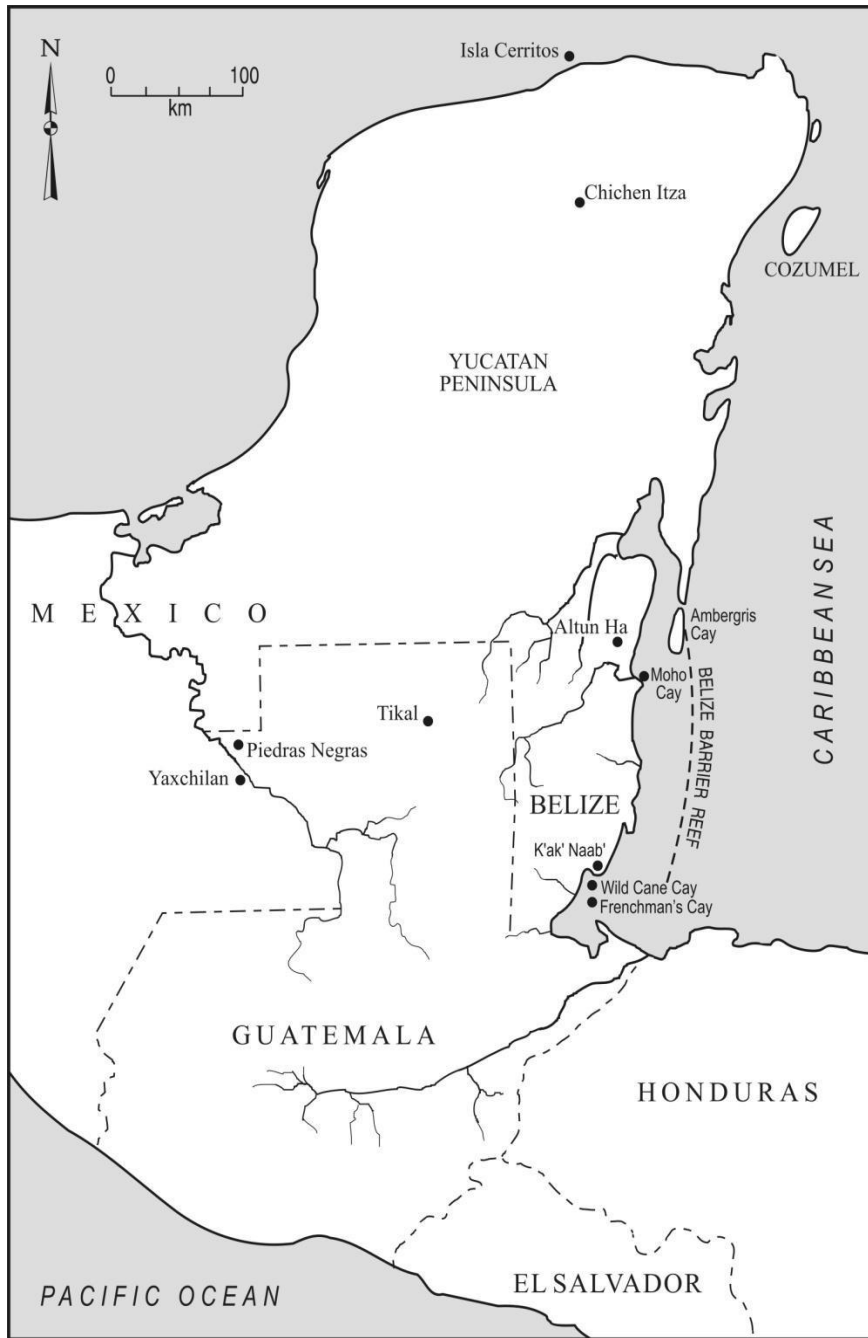 Isla Cerritos
N
0 100
km
Chichen Itza
COZUMEL
YUCATAN
PENINSULA
CARIBBEAN SEA
MEXICO
Altun Ha
Ambergris
Cay
Moho
Cay
BELIZE BARRIER REEF
Tikal
Piedras Negras
Yaxchilan
BELIZE
K'ak' Naab'
Wild Cane Cay
Frenchman's Cay
GUATEMALA
HONDURAS
EL SALVADOR
PACIFIC OCEAN